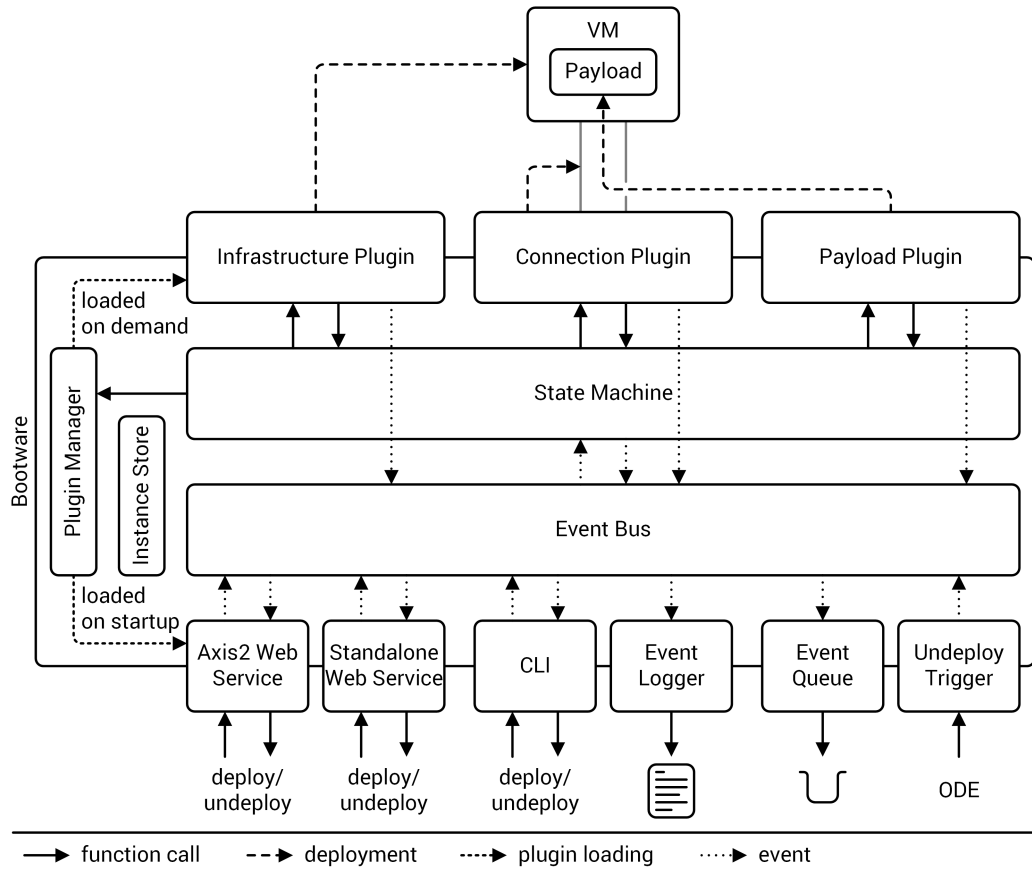 VM
Payload
Infrastructure Plugin
Connection Plugin
Payload Plugin
loaded
on demand
State Machine
Bootware
Plugin Manager
Instance Store
Event Bus
loaded
on startup
Axis2 Web
Service
Standalone
Web Service
CLI
Event
Logger
Event
Queue
Undeploy
Trigger
deploy/
undeploy
deploy/
undeploy
deploy/
undeploy
ODE
function call
deployment
plugin loading
event